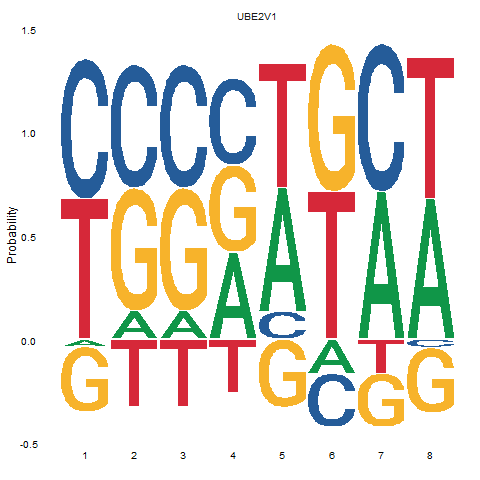 UBE2V1
1.5
1.0
0.5
0.0
-0.5
Probability
C C C C T G C T
T G G G A T A A
A A A A C A T C
G T T T G C G G
1 2 3 4 5 6 7 8